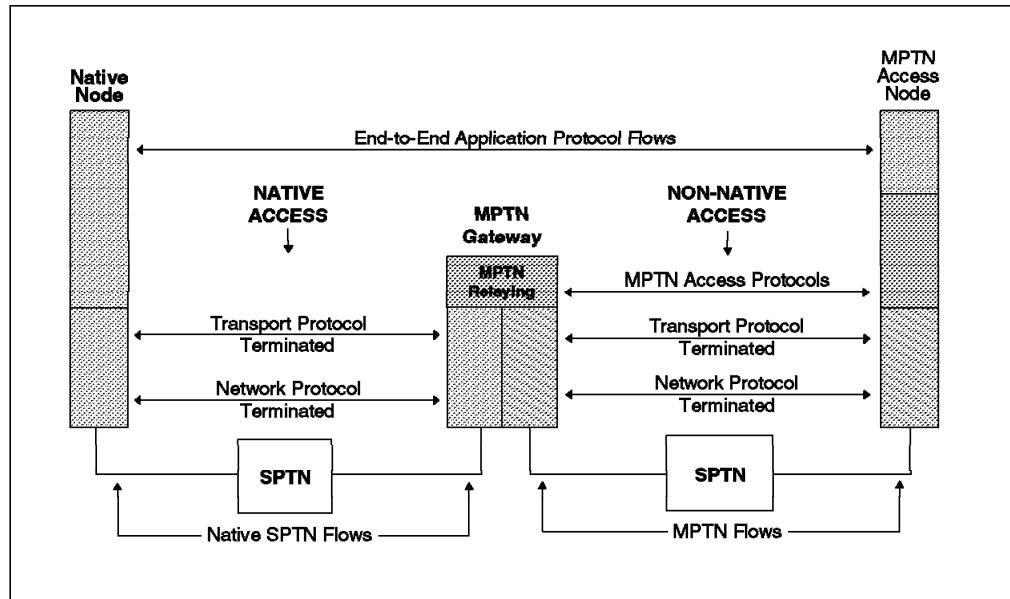 Native
Node
MPTN
Access
Node
End-to-End Application Protocol Flows
NATIVE
ACCESS
NON-NATIVE
ACCESS
MPTN
Gateway
MPTN
Relaying
MPTN Access Protocols
Transport Protocol
Terminated
Transport Protocol
Terminated
Network Protocol
Terminated
Network Protocol
Terminated
SPTN
SPTN
Native SPTN Flows
MPTN Flows